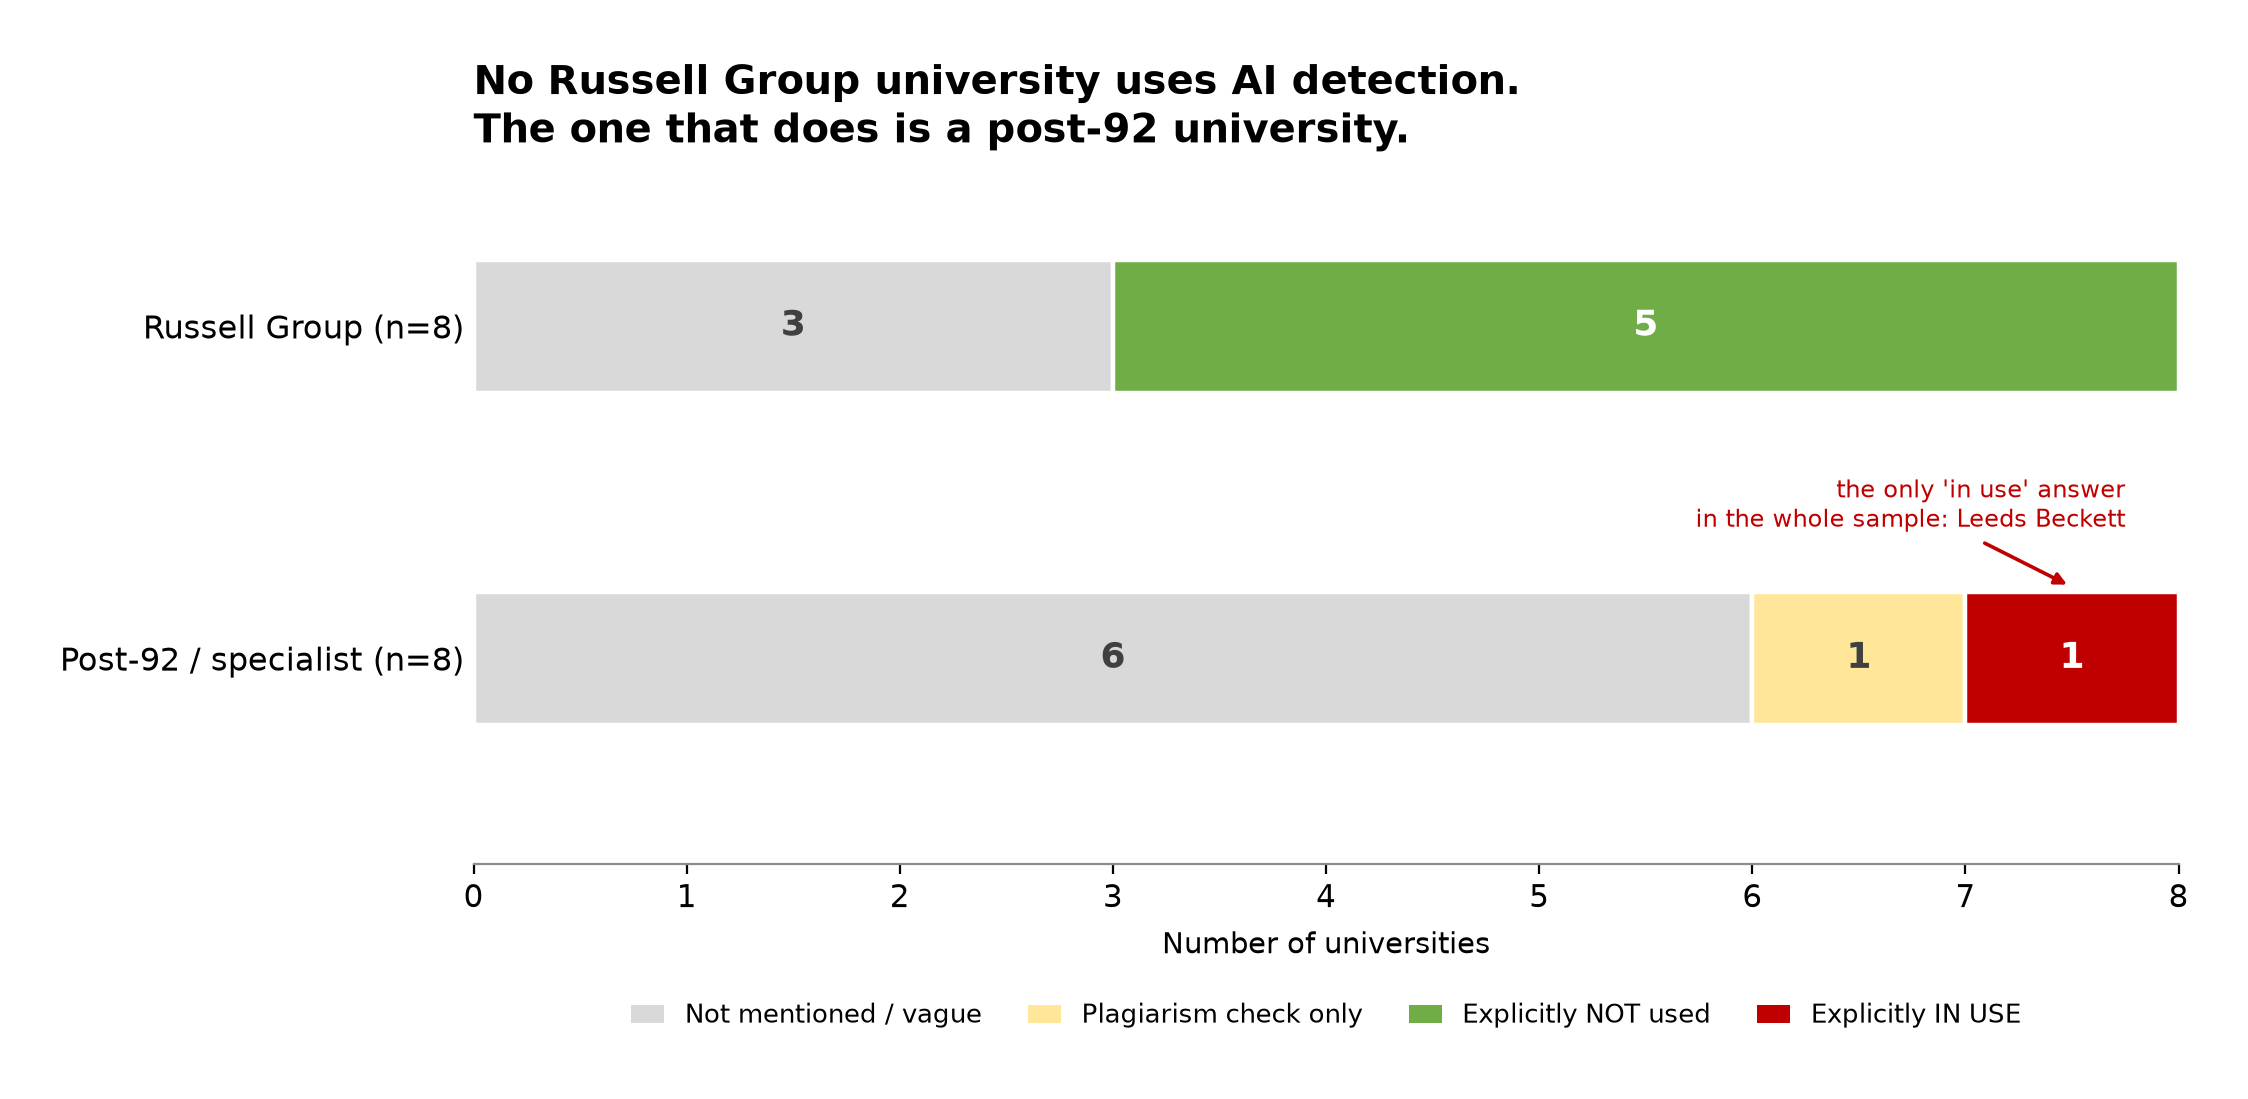 No Russell Group university uses AI detection.
The one that does is a post-92 university.
Russell Group (n=8)
3
5
the only 'in use' answer
in the whole sample: Leeds Beckett
Post-92 / specialist (n=8)
6
1
1
0 1 2 3 4 5 6 7 8
Number of universities
Not mentioned / vague Plagiarism check only Explicitly NOT used Explicitly IN USE